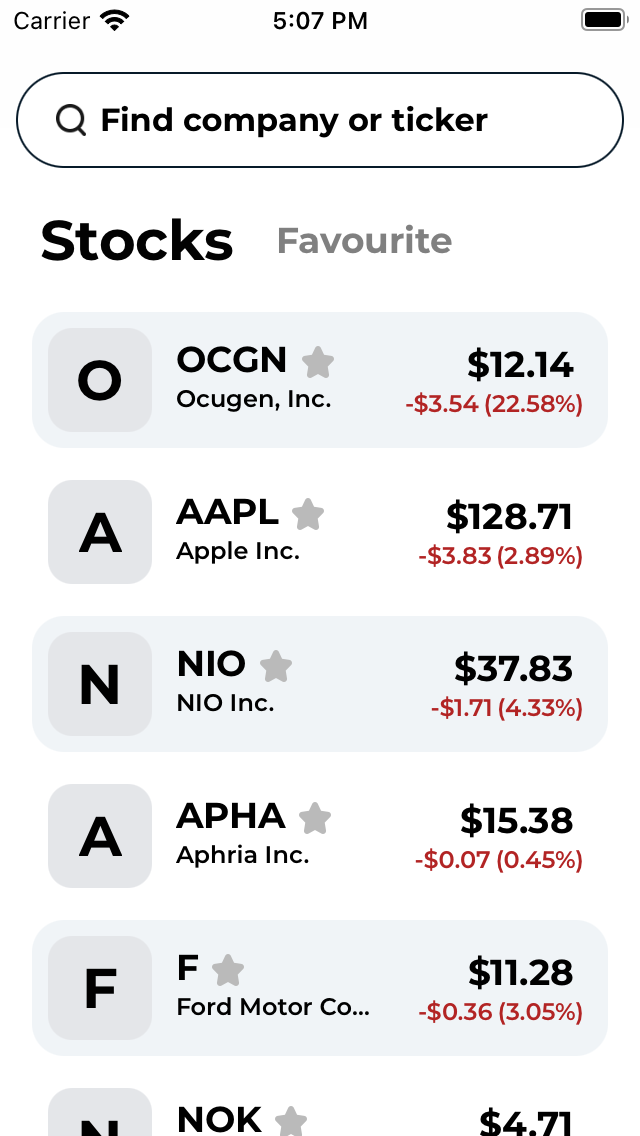 Carrier 5:07 PM
Find company or ticker
Stocks Favourite
O OCGN $12.14
Ocugen, Inc. -$3.54 (22.58%)
A AAPL $128.71
Apple Inc. -$3.83 (2.89%)
N NIO $37.83
NIO Inc. -$1.71 (4.33%)
A APHA $15.38
Aphria Inc. -$0.07 (0.45%)
F F $11.28
Ford Motor Co... -$0.36 (3.05%)
N NOK $4.71